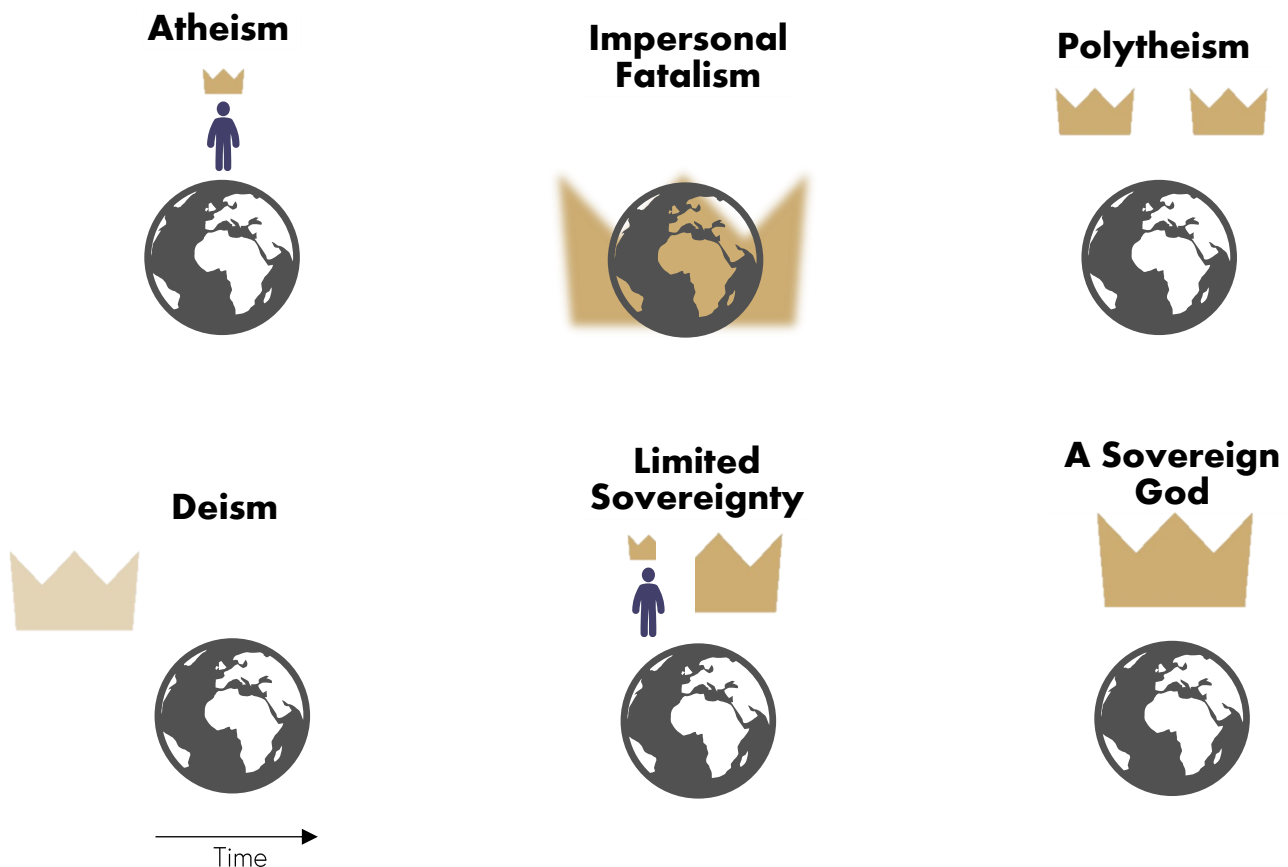 Atheism
Impersonal
Fatalism
Polytheism
Deism
Limited
Sovereignty
A Sovereign
God
Time